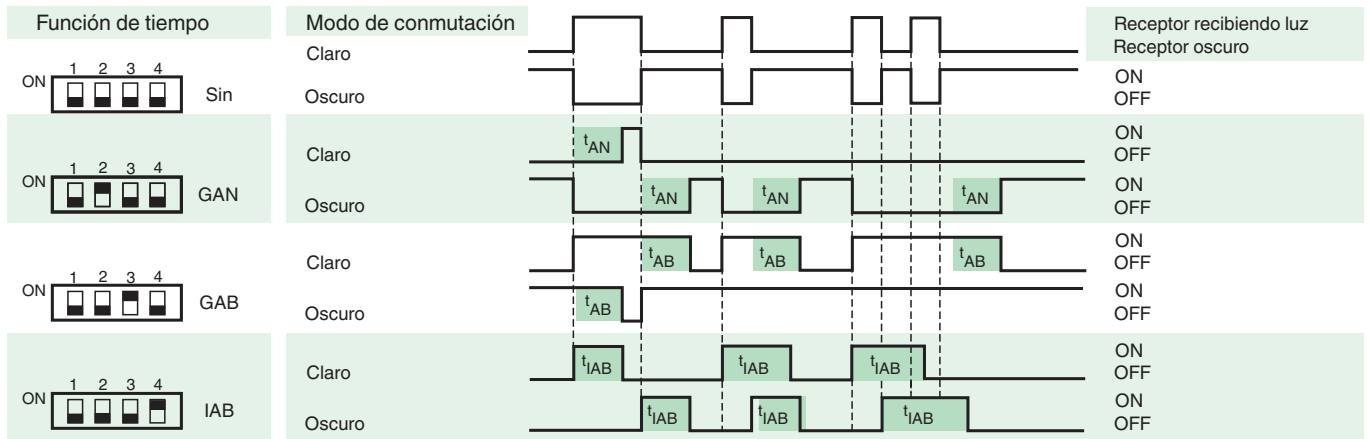 Función de tiempo
Modo de conmutación
Receptor recibiendo luz
Receptor oscuro
Claro
ON 1 2 3 4 Sin
Oscuro
ON
OFF
Claro
tAN
ON
OFF
ON 1 2 3 4 GAN
Oscuro
tAN tAN tAN
ON
OFF
Claro
tAB tAB tAB
ON
OFF
ON 1 2 3 4 GAB
Oscuro
tAB
ON
OFF
Claro
tIAB tIAB tIAB
ON
OFF
ON 1 2 3 4 IAB
Oscuro
tIAB tIAB tIAB
ON
OFF